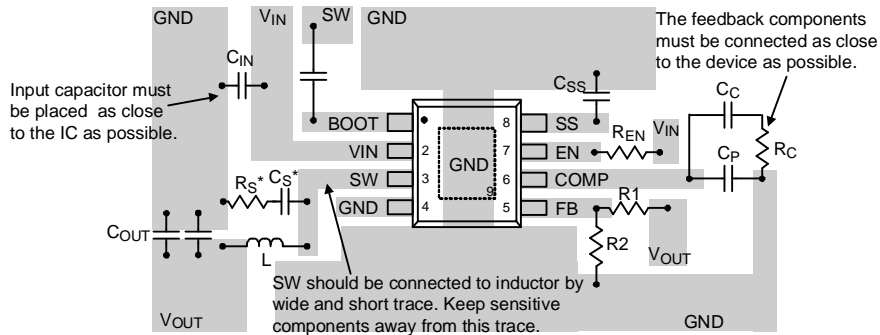 GND
VIN
SW
GND
The feedback components
must be connected as close
to the device as possible.
CIN
Input capacitor must
be placed as close
to the IC as possible.
CSS
CC
BOOT
8
SS
REN
VIN
RC
VIN
2
GND
7
EN
CP
RS*
CS*
SW
3
6
COMP
9
GND
4
5
FB
R1
COUT
R2
L
VOUT
SW should be connected to inductor by
wide and short trace. Keep sensitive
components away from this trace.
VOUT
GND